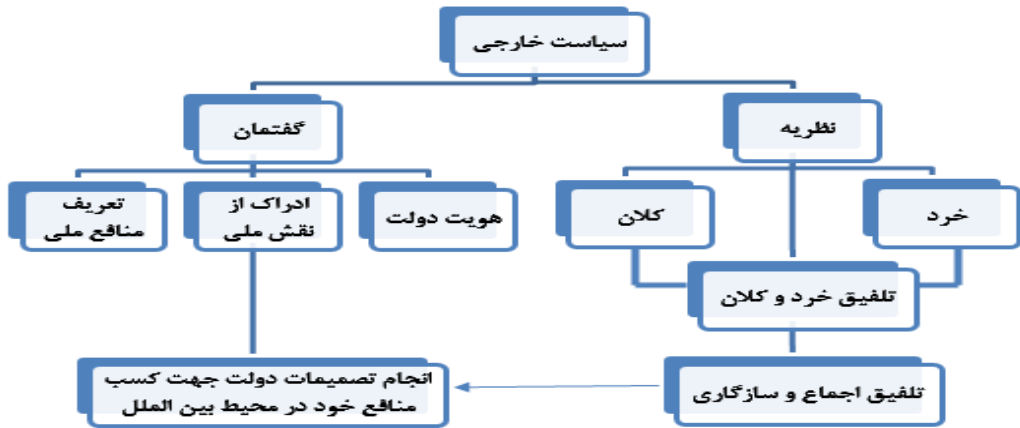 سیاست خارجی
نظریه
گفتمان
خرد
کلان
هویت دولت
ادراک از
نقش ملی
تعریف
منافع ملی
تلفیق خرد و کلان
تلفیق اجماع و سازگاری
انجام تصمیمات دولت جهت کسب
منافع خود در محیط بین الملل